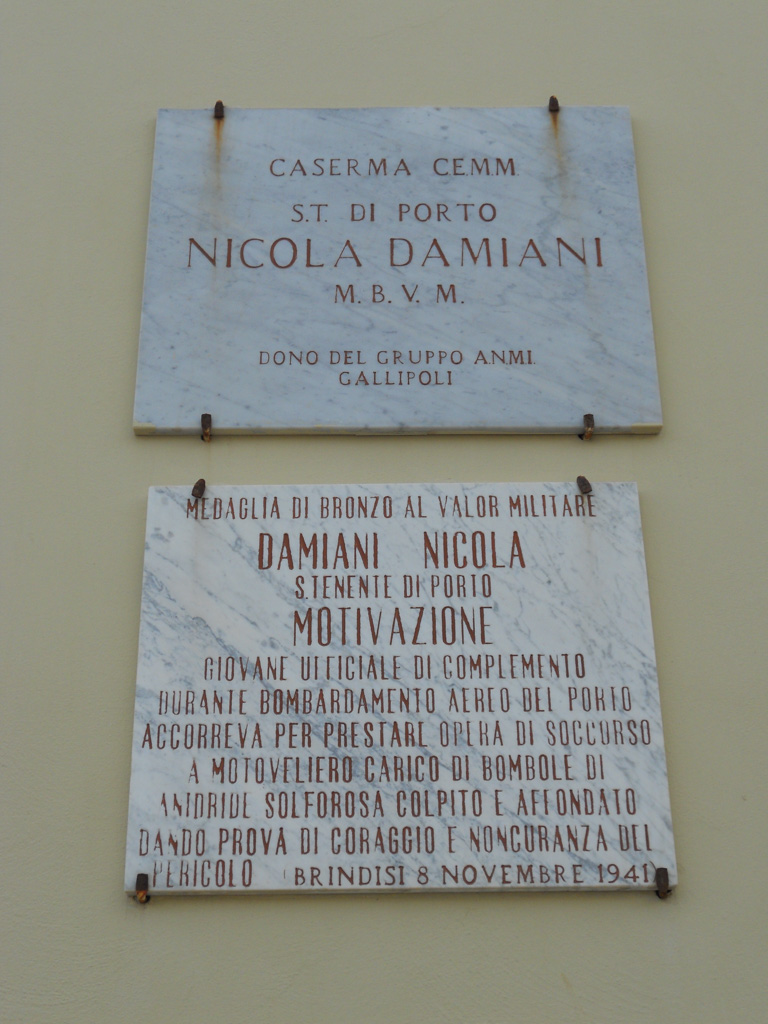 CASERMA CE.M.M.
S.T. DI PORTO
NICOLA DAMIANI
M. B. V. M.
DONO DEL GRUPPO A.N.M.I.
GALLIPOLI
MEDAGLIA DI BRONZO AL VALOR MILITARE
DAMIANI NICOLA
S.TENENTE DI PORTO
MOTIVAZIONE
GIOVANE UFFICIALE DI COMPLEMENTO
DURANTE BOMBARDAMENTO AEREO DEL PORTO
ACCORREVA PER PRESTARE OPERA DI SOCCORSO
A MOTOVELIERO CARICO DI BOMBOLE DI
ANIDRIDE SOLFOROSA COLPITO E AFFONDATO
DANDO PROVA DI CORAGGIO E NONCURANZA DEL
PERICOLO (BRINDISI 8 NOVEMBRE 1941)